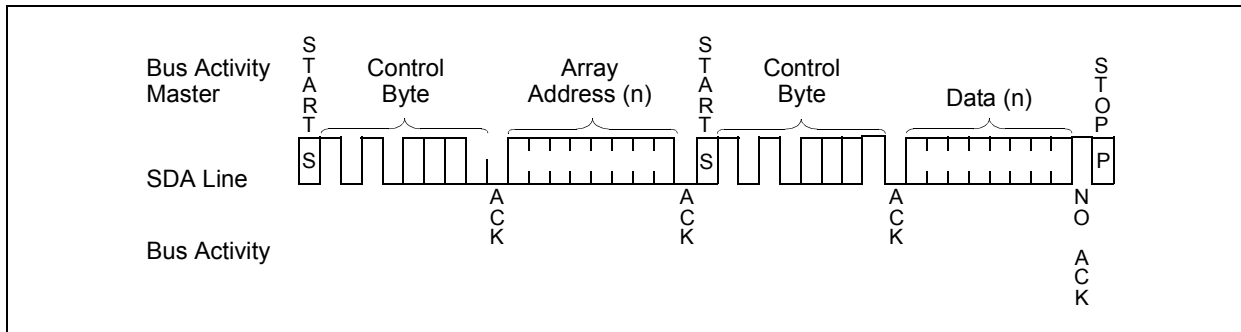 Bus Activity
Master
START
Control
Byte
Array
Address (n)
START
Control
Byte
Data (n)
STOP
SDA Line
S
S
P
ACK
ACK
ACK
NO ACK
Bus Activity